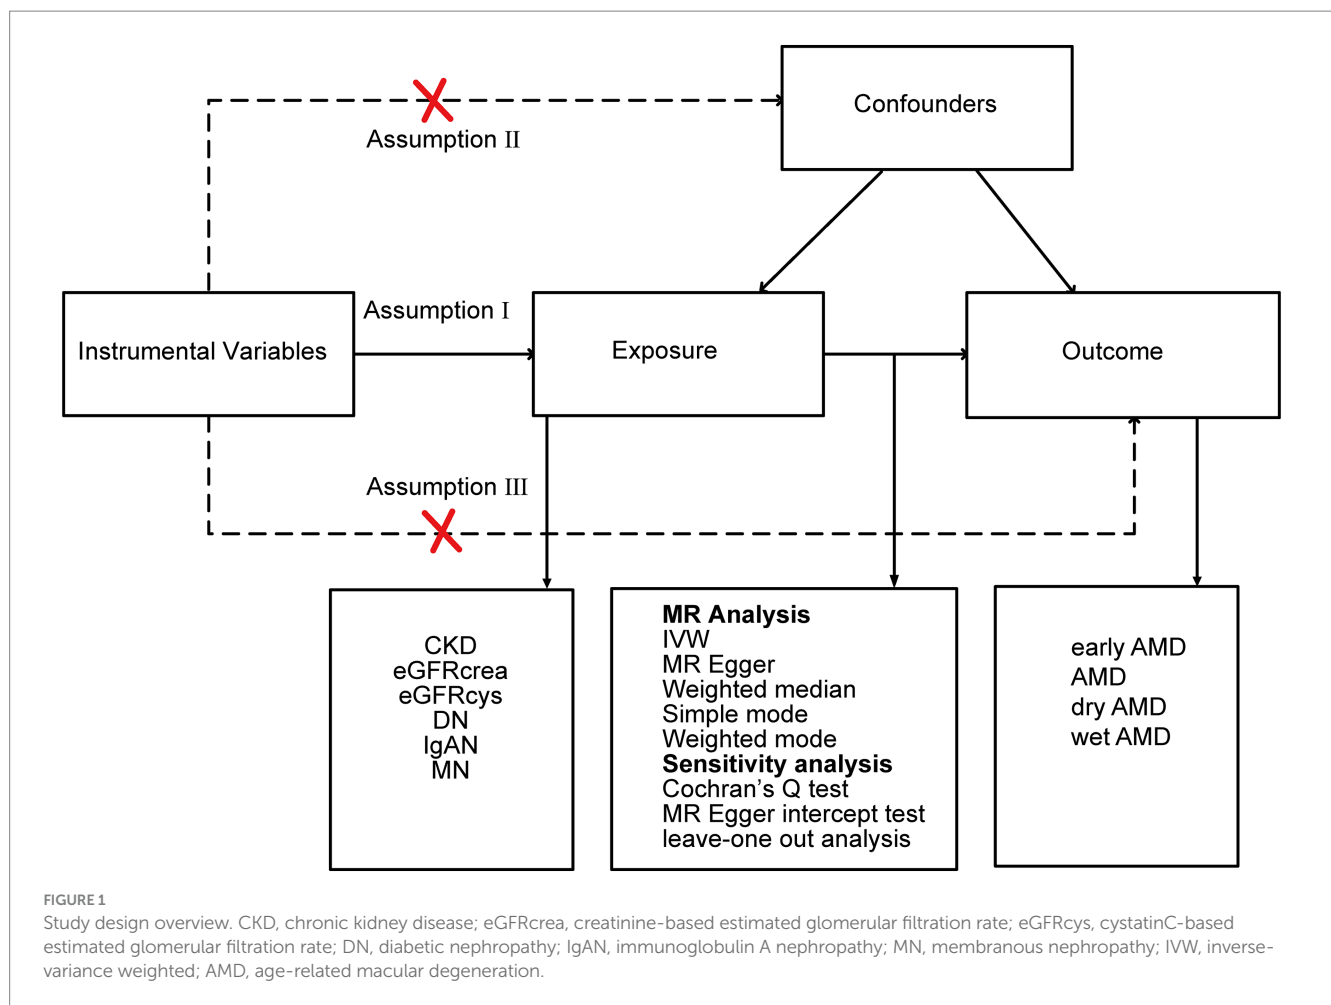 Confounders
Assumption II
Assumption I
Instrumental Variables
Exposure
Outcome
Assumption III
CKD
eGFRcrea
eGFRcys
DN
IgAN
MN
MR Analysis
IVW
MR Egger
Weighted median
Simple mode
Weighted mode
Sensitivity analysis
Cochran's Q test
MR Egger intercept test
leave-one out analysis
early AMD
AMD
dry AMD
wet AMD
FIGURE 1
Study design overview. CKD, chronic kidney disease; eGFRcrea, creatinine-based estimated glomerular filtration rate; eGFRcys, cystatinC-based
estimated glomerular filtration rate; DN, diabetic nephropathy; IgAN, immunoglobulin A nephropathy; MN, membranous nephropathy; IVW, inverse-
variance weighted; AMD, age-related macular degeneration.